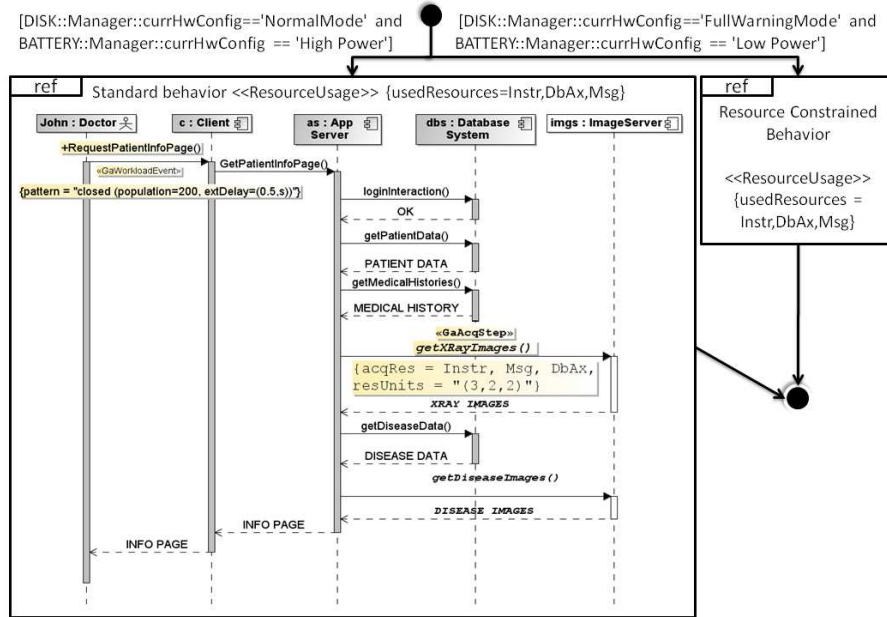 [DISK::Manager::currHwConfig=='NormalMode' and
BATTERY::Manager::currHwConfig == 'High Power']
[DISK::Manager::currHwConfig=='FullWarningMode' and
BATTERY::Manager::currHwConfig == 'Low Power']
ref
Standard behavior <<ResourceUsage>> {usedResources=Instr,DbAx,Msg}
John : Doctor
c : Client
as : App
Server
dbs : Database
System
imgs : ImageServer
+RequestPatientInfoPage()
«GaWorkloadEvent»
{pattern = "closed (population=200, extDelay=(0.5,s))"}
GetPatientInfoPage()
loginInteraction()
OK
getPatientData()
PATIENT DATA
getMedicalHistories()
MEDICAL HISTORY
«GaAcqStep»
getXRayImages()
{acqRes = Instr, Msg, DbAx,
resUnits = "(3,2,2)"}
XRAY IMAGES
getDiseaseData()
DISEASE DATA
getDiseaseImages()
DISEASE IMAGES
INFO PAGE
INFO PAGE
ref
Resource Constrained
Behavior
<<ResourceUsage>>
{usedResources =
Instr,DbAx,Msg}